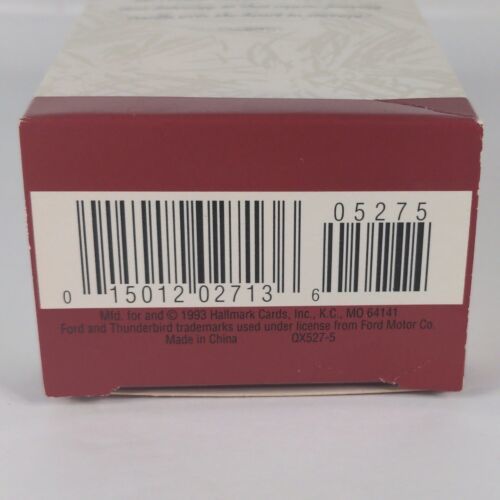 05275
0 15012 02713 6
Mfd. for and © 1993 Hallmark Cards, Inc., K.C., MO 64141
Ford and Thunderbird trademarks used under license from Ford Motor Co.
Made in China QX527-5